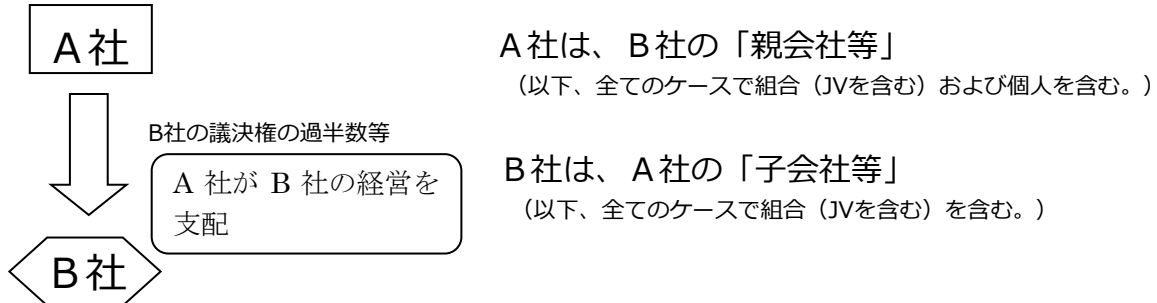 A社
A社は、B社の「親会社等」
（以下、全てのケースで組合（JVを含む）および個人を含む。）
B社の議決権の過半数等
A 社が B 社の経営を
支配
B社は、A社の「子会社等」
（以下、全てのケースで組合（JVを含む）を含む。）
B社